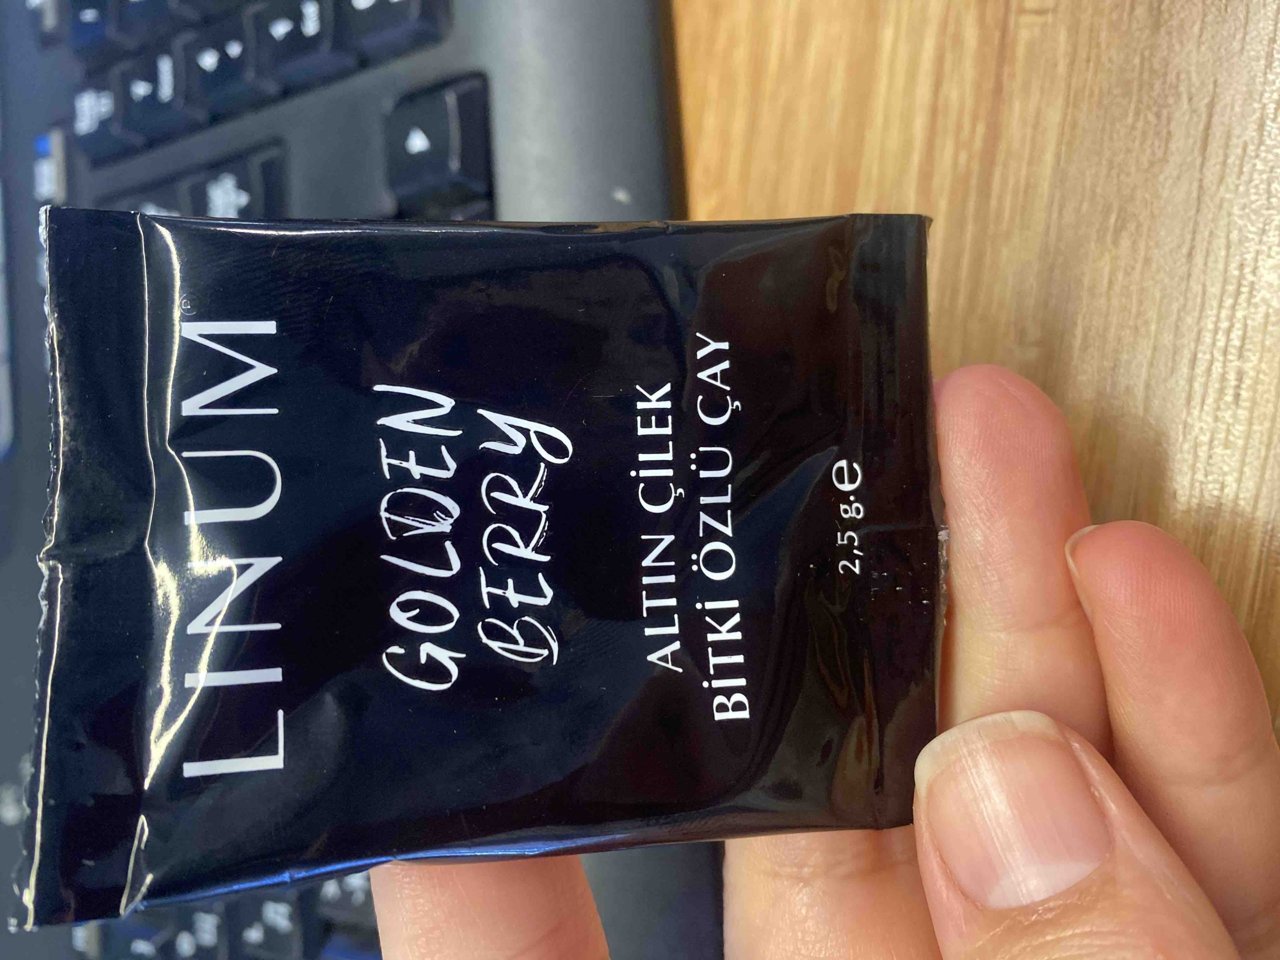 LINUM
GOLDEN
BERRY
ALTIN ÇİLEK
BİTKİ ÖZLÜ ÇAY
2,5 g.e